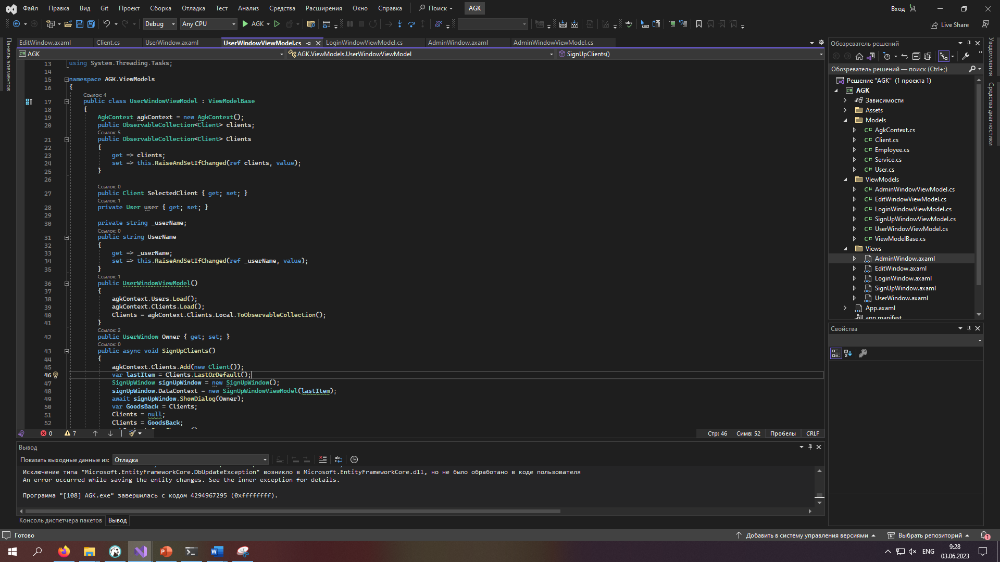 Файл Правка Вид Git Проект Сборка Отладка Тест Анализ Средства Расширения Окно Справка Поиск AGK Вход
Debug Any CPU AGK Live Share
EditWindow.axaml Client.cs UserWindow.axaml UserWindowViewModel.cs LoginWindowViewModel.cs AdminWindow.axaml AdminWindowViewModel.cs
AGK AGK.ViewModels.UserWindowViewModel SignUpClients()
Панель элементов
13 using System.Threading.Tasks;
14
15 namespace AGK.ViewModels
16 {
Ссылок: 4
17 public class UserWindowViewModel : ViewModelBase
18 {
19 AgkContext agkContext = new AgkContext();
20 public ObservableCollection<Client> clients;
Ссылок: 5
21 public ObservableCollection<Client> Clients
22 {
23 get => clients;
24 set => this.RaiseAndSetIfChanged(ref clients, value);
25 }
26
Ссылок: 0
27 public Client SelectedClient { get; set; }
Ссылок: 1
28 private User user { get; set; }
29
30 private string _userName;
Ссылок: 0
31 public string UserName
32 {
33 get => _userName;
34 set => this.RaiseAndSetIfChanged(ref _userName, value);
35 }
Ссылок: 1
36 public UserWindowViewModel()
37 {
38 agkContext.Users.Load();
39 agkContext.Clients.Load();
40 Clients = agkContext.Clients.Local.ToObservableCollection();
41 }
Ссылок: 2
42 public UserWindow Owner { get; set; }
Ссылок: 0
43 public async void SignUpClients()
44 {
45 agkContext.Clients.Add(new Client());
46 var lastItem = Clients.LastOrDefault();
47 SignUpWindow signUpWindow = new SignUpWindow();
48 signUpWindow.DataContext = new SignUpWindowViewModel(lastItem);
49 await signUpWindow.ShowDialog(Owner);
50 var GoodsBack = Clients;
51 Clients = null;
52 Clients = GoodsBack;
0 7 Стр: 46 Симв: 52 Пробелы CRLF
Вывод
Показать выходные данные из: Отладка
Исключение типа "Microsoft.EntityFrameworkCore.DbUpdateException" возникло в Microsoft.EntityFrameworkCore.dll, но не было обработано в коде пользователя
An error occurred while saving the entity changes. See the inner exception for details.
Программа "[108] AGK.exe" завершилась с кодом 4294967295 (0xffffffff).
Консоль диспетчера пакетов Вывод
Обозреватель решений
Обозреватель решений — поиск (Ctrl+;)
Решение "AGK" (1 проекта 1)
AGK
Зависимости
Assets
Models
C# AgkContext.cs
C# Client.cs
C# Employee.cs
C# Service.cs
C# User.cs
ViewModels
C# AdminWindowViewModel.cs
C# EditWindowViewModel.cs
C# LoginWindowViewModel.cs
C# SignUpWindowViewModel.cs
C# UserWindowViewModel.cs
C# ViewModelBase.cs
Views
AdminWindow.axaml
EditWindow.axaml
LoginWindow.axaml
SignUpWindow.axaml
UserWindow.axaml
App.axaml
app.manifest
Свойства
Уведомления
Средства диагностики
Готово Добавить в систему управления версиями Выбрать репозиторий 1
ENG 9:28
03.06.2023